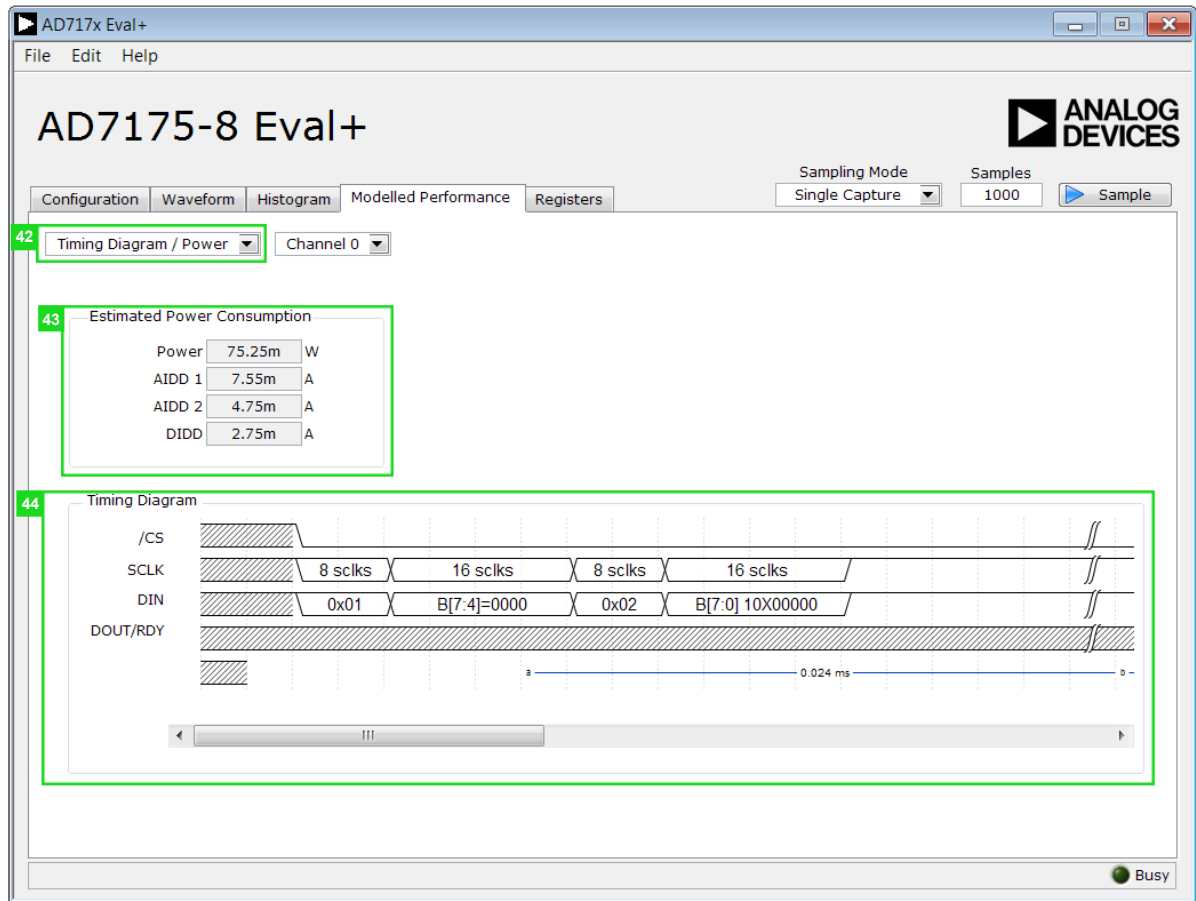 AD717x Eval+
File Edit Help
AD7175-8 Eval+
ANALOG
DEVICES
Sampling Mode Samples
Configuration Waveform Histogram Modelled Performance Registers Single Capture 1000 Sample
42 Timing Diagram / Power Channel 0
43 Estimated Power Consumption
Power 75.25m W
AIDD 1 7.55m A
AIDD 2 4.75m A
DIDD 2.75m A
44 Timing Diagram
/CS
SCLK 8 sclks 16 sclks 8 sclks 16 sclks
DIN 0x01 B[7:4]=0000 0x02 B[7:0] 10X00000
DOUT/RDY
a 0.024 ms b
Busy